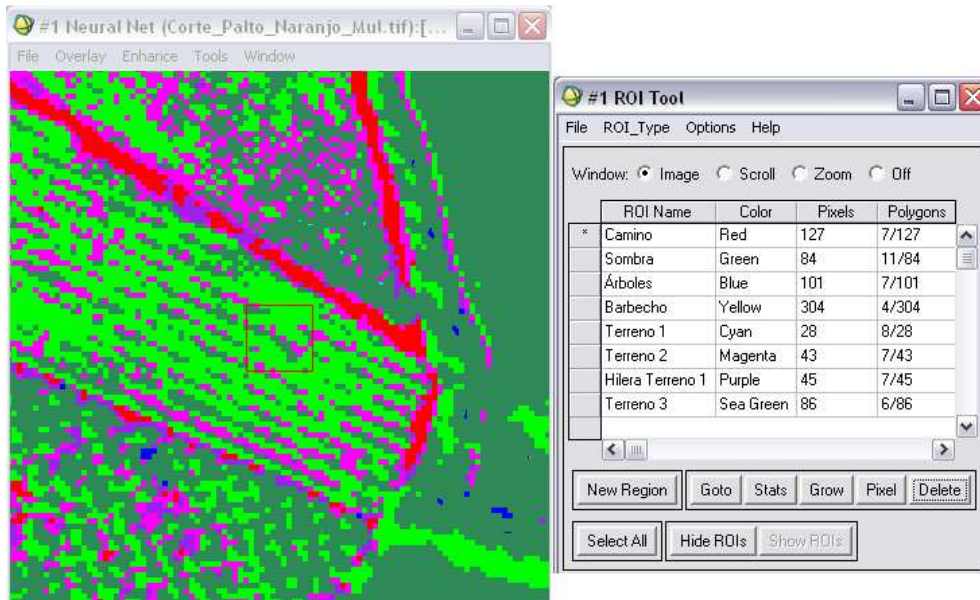 #1 Neural Net (Corte_Palto_Naranjo_Mul.tif):[...
File Overlay Enhance Tools Window
#1 ROI Tool
File ROI_Type Options Help
Window: Image Scroll Zoom Off
ROI Name Color Pixels Polygons
* Camino Red 127 7/127
Sombra Green 84 11/84
Árboles Blue 101 7/101
Barbecho Yellow 304 4/304
Terreno 1 Cyan 28 8/28
Terreno 2 Magenta 43 7/43
Hilera Terreno 1 Purple 45 7/45
Terreno 3 Sea Green 86 6/86
New Region Goto Stats Grow Pixel Delete
Select All Hide ROIs Show ROIs